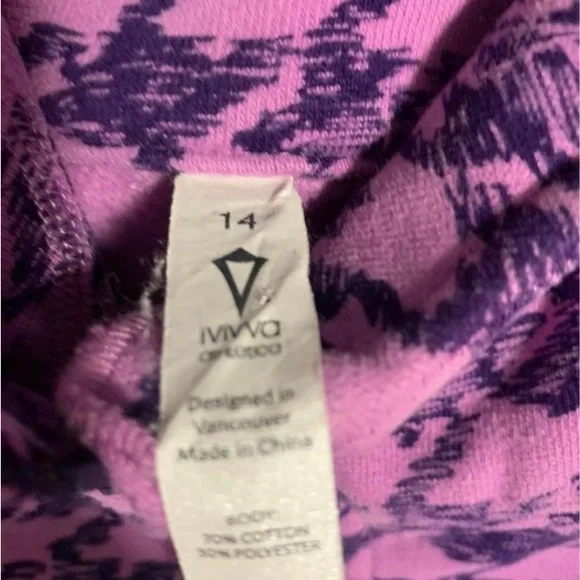 14
ivivva
athletica
Designed in
Vancouver
Made in China
BODY:
70% COTTON
30% POLYESTER